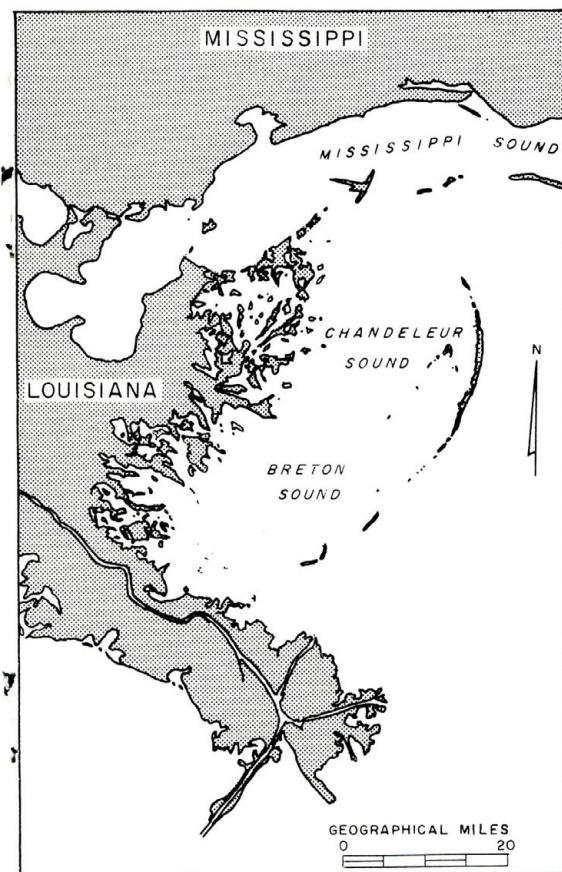 MISSISSIPPI
MISSISSIPPI SOUND
CHANDELEUR
SOUND
N
LOUISIANA
BRETON
SOUND
GEOGRAPHICAL MILES
0 20